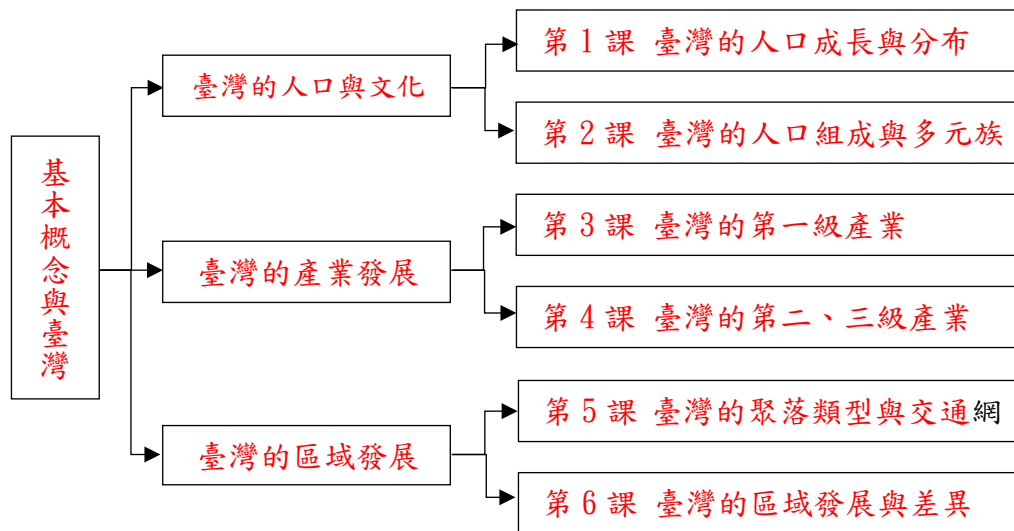 基本概念與臺灣
臺灣的人口與文化
第1課 臺灣的人口成長與分布
第2課 臺灣的人口組成與多元族
臺灣的產業發展
第3課 臺灣的第一級產業
第4課 臺灣的第二、三級產業
臺灣的區域發展
第5課 臺灣的聚落類型與交通網
第6課 臺灣的區域發展與差異